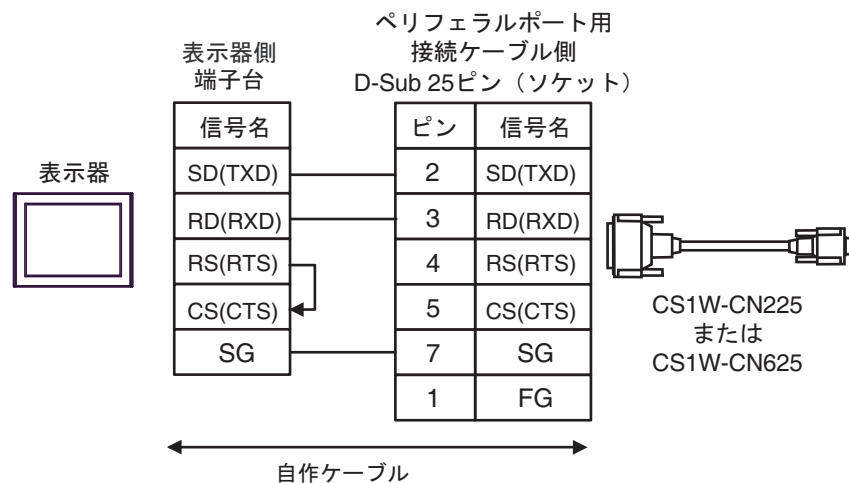 ペリフェラルポート用
接続ケーブル側
D-Sub 25ピン（ソケット）
表示器側
端子台
表示器
信号名
SD(TXD)
RD(RXD)
RS(RTS)
CS(CTS)
SG
ピン 信号名
2 SD(TXD)
3 RD(RXD)
4 RS(RTS)
5 CS(CTS)
7 SG
1 FG
CS1W-CN225
または
CS1W-CN625
自作ケーブル